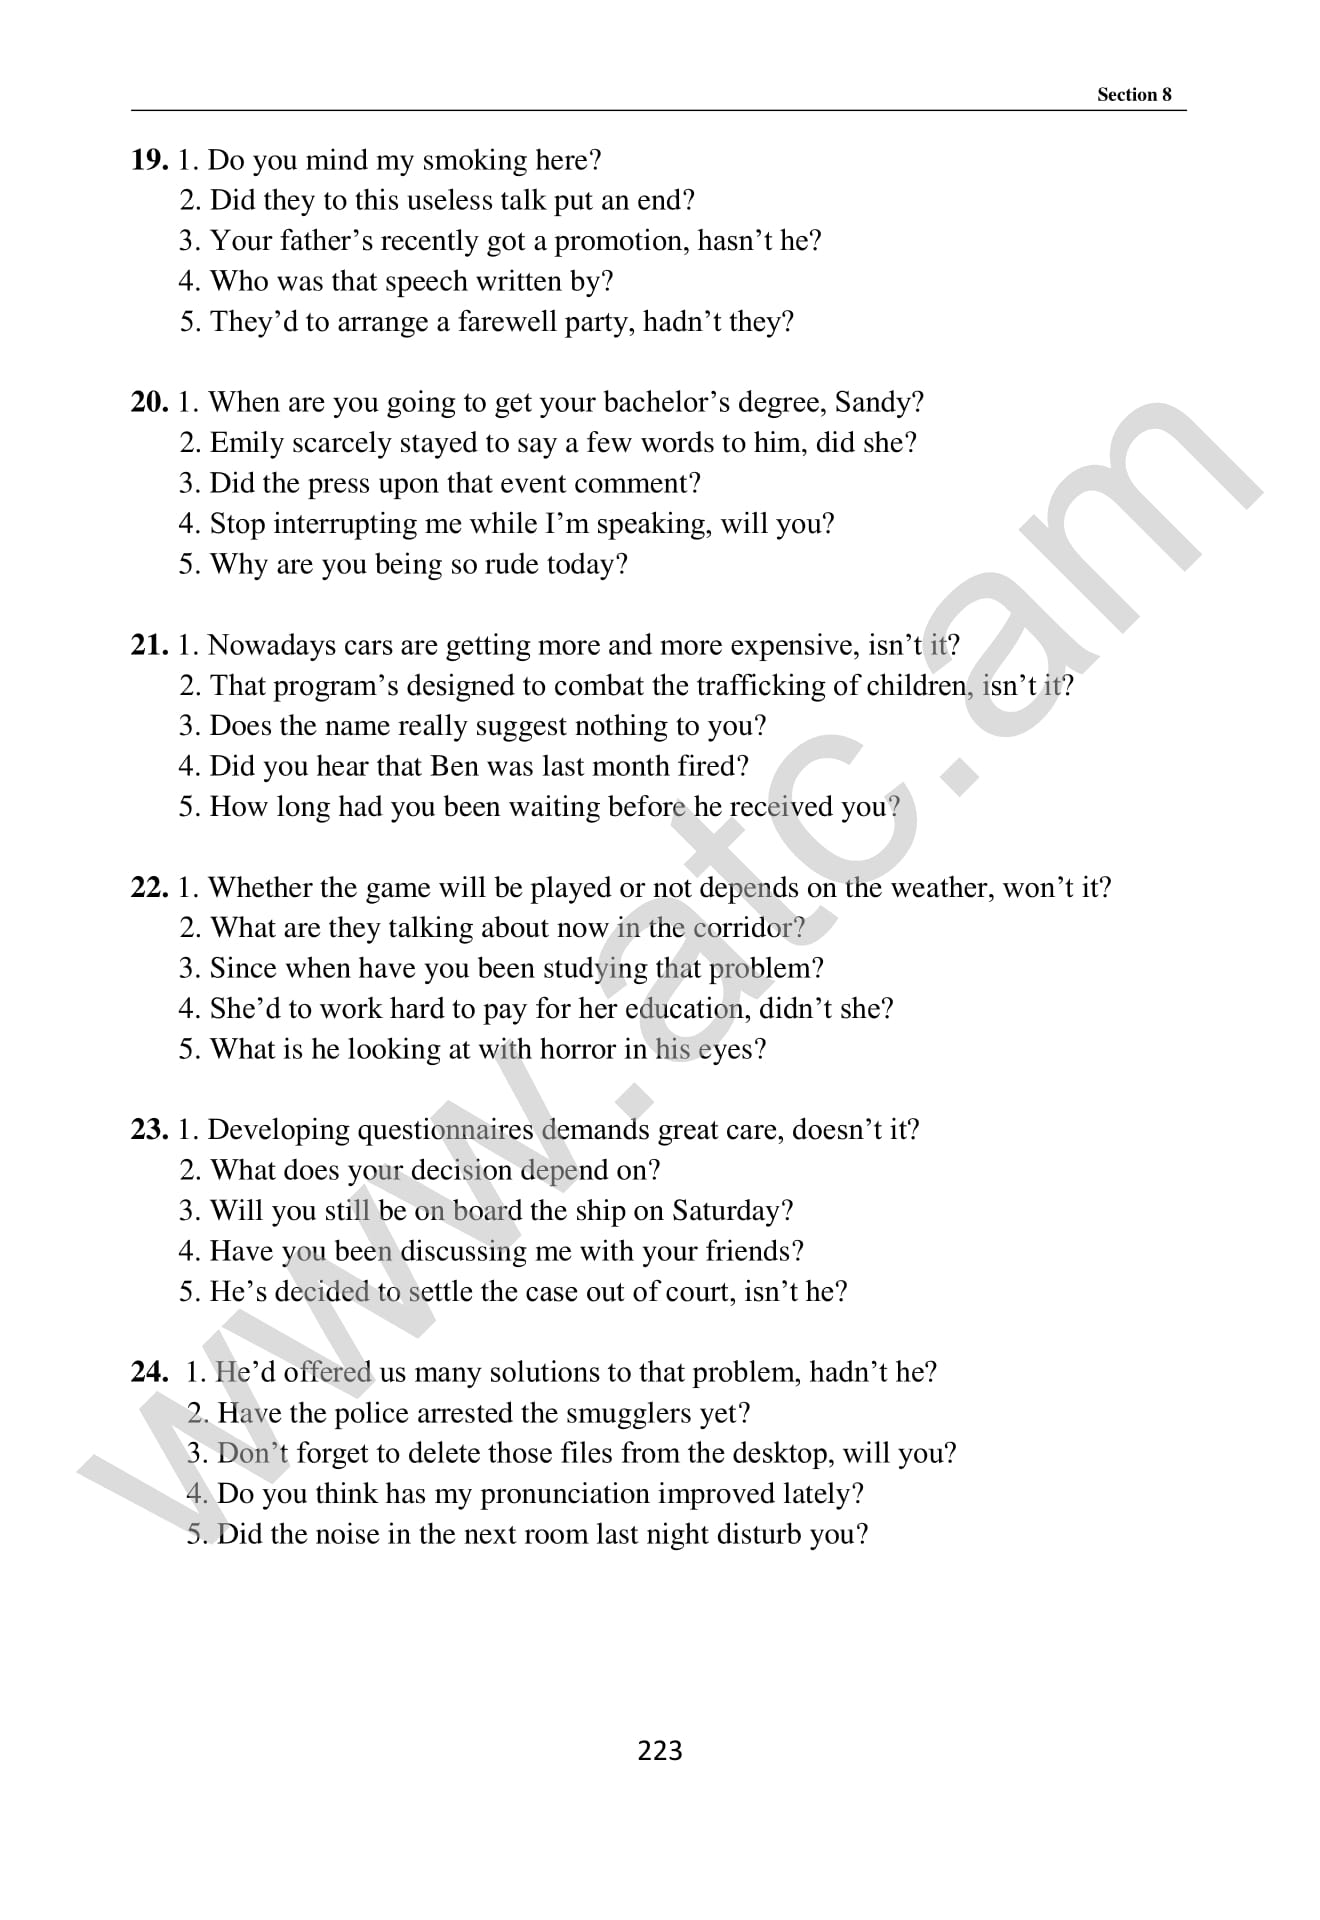 Section 8
19. 1. Do you mind my smoking here?
2. Did they to this useless talk put an end?
3. Your father’s recently got a promotion, hasn’t he?
4. Who was that speech written by?
5. They’d to arrange a farewell party, hadn’t they?
20. 1. When are you going to get your bachelor’s degree, Sandy?
2. Emily scarcely stayed to say a few words to him, did she?
3. Did the press upon that event comment?
4. Stop interrupting me while I’m speaking, will you?
5. Why are you being so rude today?
21. 1. Nowadays cars are getting more and more expensive, isn’t it?
2. That program’s designed to combat the trafficking of children, isn’t it?
3. Does the name really suggest nothing to you?
4. Did you hear that Ben was last month fired?
5. How long had you been waiting before he received you?
22. 1. Whether the game will be played or not depends on the weather, won’t it?
2. What are they talking about now in the corridor?
3. Since when have you been studying that problem?
4. She’d to work hard to pay for her education, didn’t she?
5. What is he looking at with horror in his eyes?
23. 1. Developing questionnaires demands great care, doesn’t it?
2. What does your decision depend on?
3. Will you still be on board the ship on Saturday?
4. Have you been discussing me with your friends?
5. He’s decided to settle the case out of court, isn’t he?
24. 1. He’d offered us many solutions to that problem, hadn’t he?
2. Have the police arrested the smugglers yet?
3. Don’t forget to delete those files from the desktop, will you?
4. Do you think has my pronunciation improved lately?
5. Did the noise in the next room last night disturb you?
223
www.atc.am